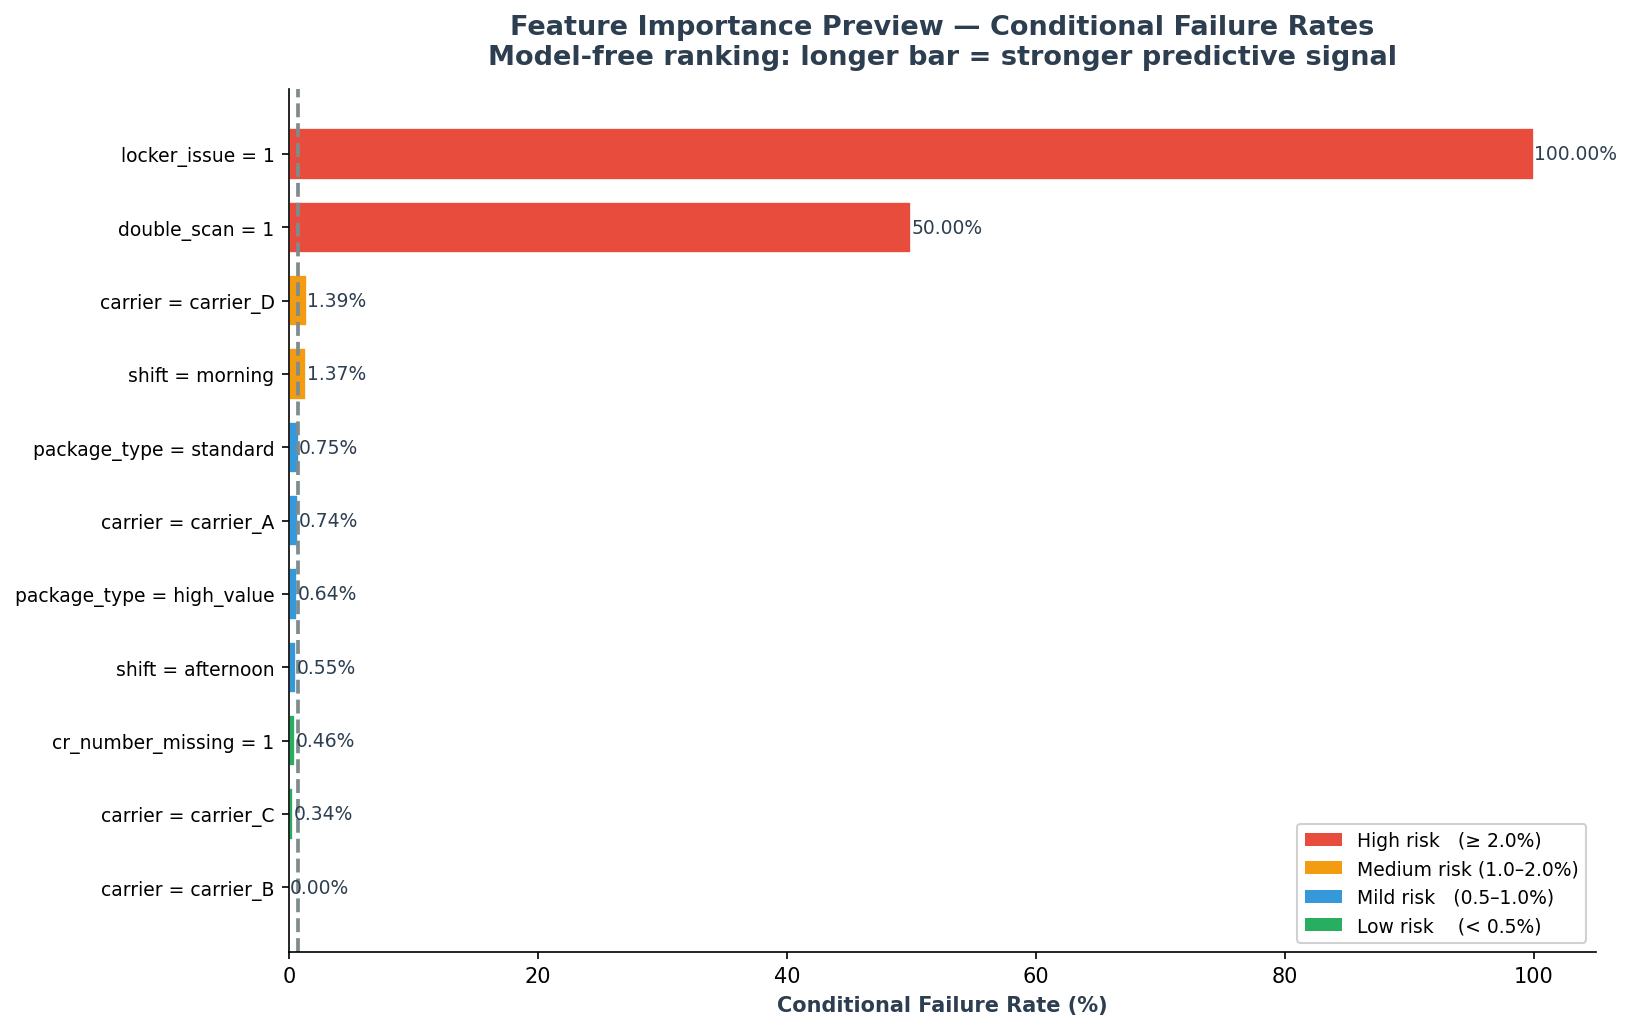 Feature Importance Preview — Conditional Failure Rates
Model-free ranking: longer bar = stronger predictive signal
locker_issue = 1
100.00%
double_scan = 1
50.00%
carrier = carrier_D
1.39%
shift = morning
1.37%
package_type = standard
0.75%
carrier = carrier_A
0.74%
package_type = high_value
0.64%
shift = afternoon
0.55%
cr_number_missing = 1
0.46%
carrier = carrier_C
0.34%
carrier = carrier_B
0.00%
High risk (≥ 2.0%)
Medium risk (1.0–2.0%)
Mild risk (0.5–1.0%)
Low risk (< 0.5%)
0 20 40 60 80 100
Conditional Failure Rate (%)